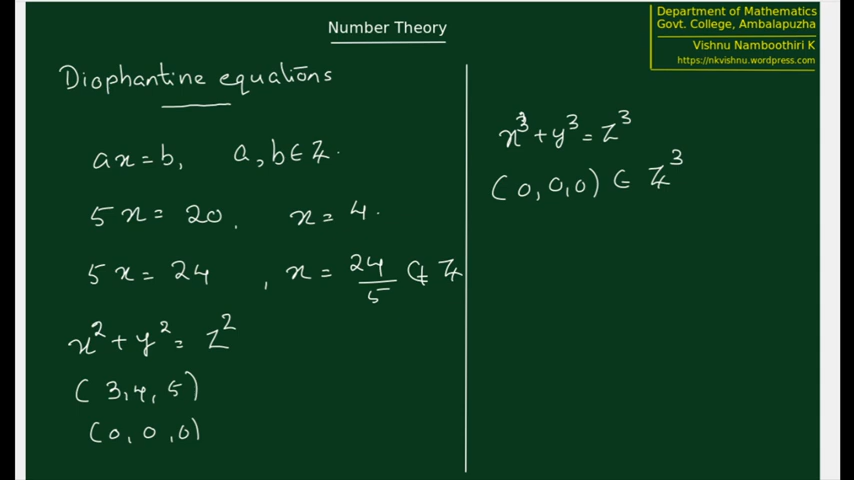 Number Theory
Department of Mathematics
Govt. College, Ambalapuzha
Vishnu Namboothiri K
https://nkvishnu.wordpress.com
Diophantine equations
ax = b, a, b ∈ ℤ.
5x = 20, x = 4.
5x = 24, x = 24/5 ∉ ℤ
x² + y² = z²
(3, 4, 5)
(0, 0, 0)
x³ + y³ = z³
(0, 0, 0) ∈ ℤ³